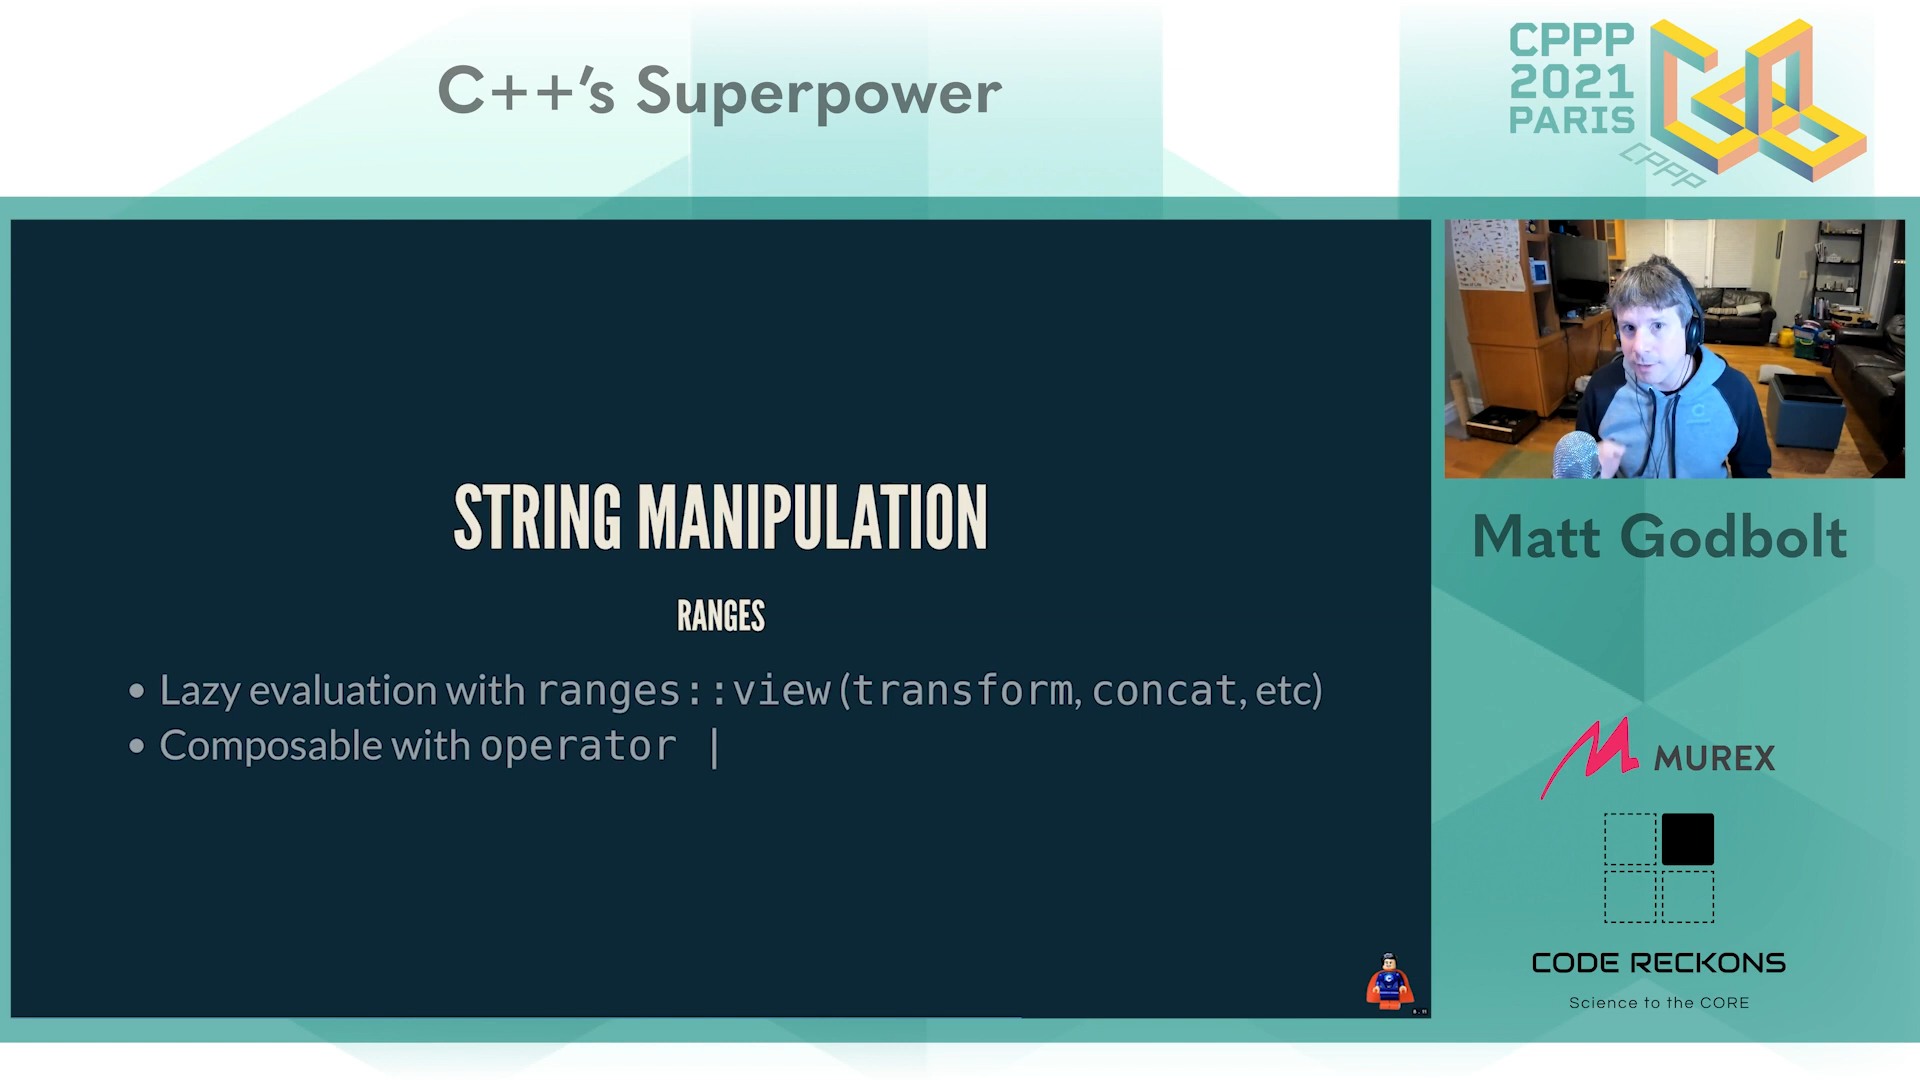 C++’s Superpower
CPPP
2021
PARIS
CPPP
STRING MANIPULATION
RANGES
• Lazy evaluation with ranges::view (transform, concat, etc)
• Composable with operator |
Matt Godbolt
MUREX
CODE RECKONS
Science to the CORE